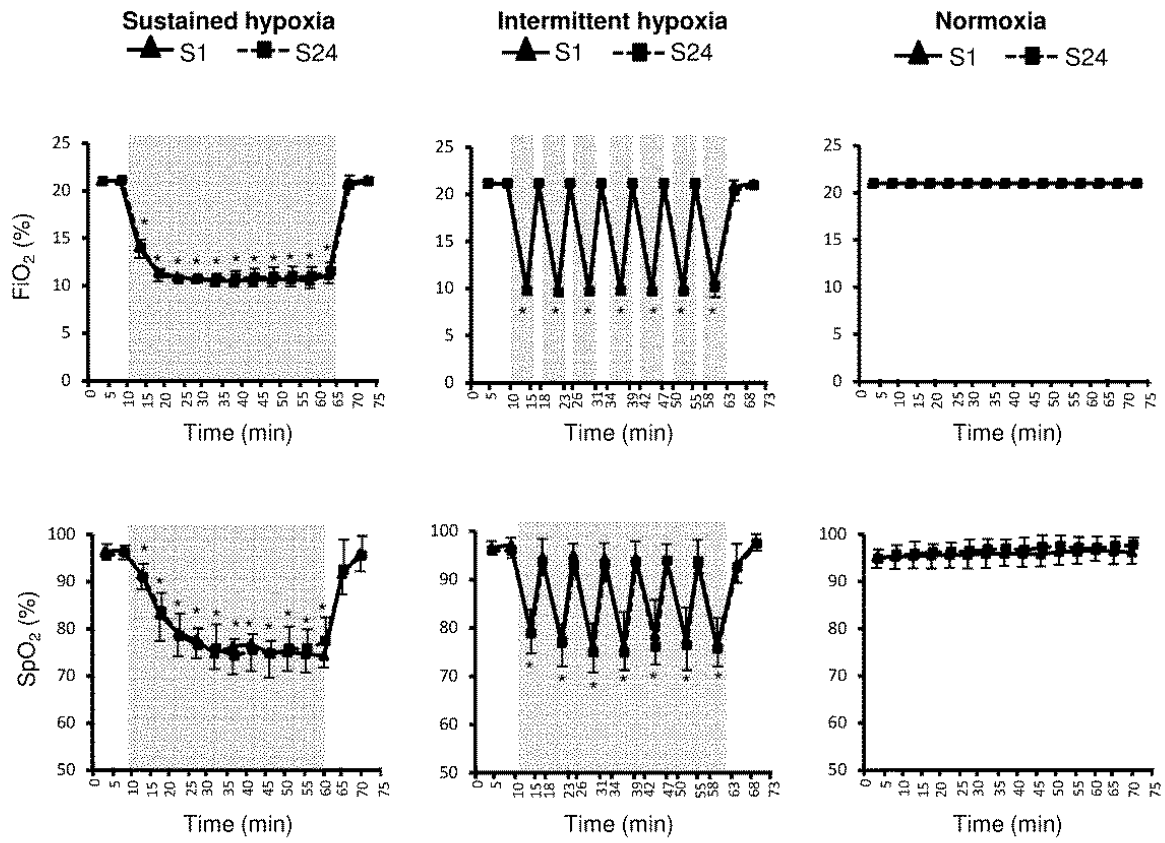 Sustained hypoxia
S1 S24
Intermittent hypoxia
S1 S24
Normoxia
S1 S24
FiO2 (%)
25
20
15
10
5
0
* * * * * * * * * * *
0 5 10 15 20 25 30 35 40 45 50 55 60 65 70 75
Time (min)
25
20
15
10
5
0
* * * * * * *
0 5 10 15 18 23 26 31 34 39 42 47 50 55 58 63 68 73
Time (min)
25
20
15
10
5
0
0 5 10 15 20 25 30 35 40 45 50 55 60 65 70 75
Time (min)
SpO2 (%)
100
90
80
70
60
50
* * * * * * * * * * *
0 5 10 15 20 25 30 35 40 45 50 55 60 65 70 75
Time (min)
100
90
80
70
60
50
* * * * * * *
0 5 10 15 18 23 26 31 34 39 42 47 50 55 58 63 68 73
Time (min)
100
90
80
70
60
50
0 5 10 15 20 25 30 35 40 45 50 55 60 65 70 75
Time (min)